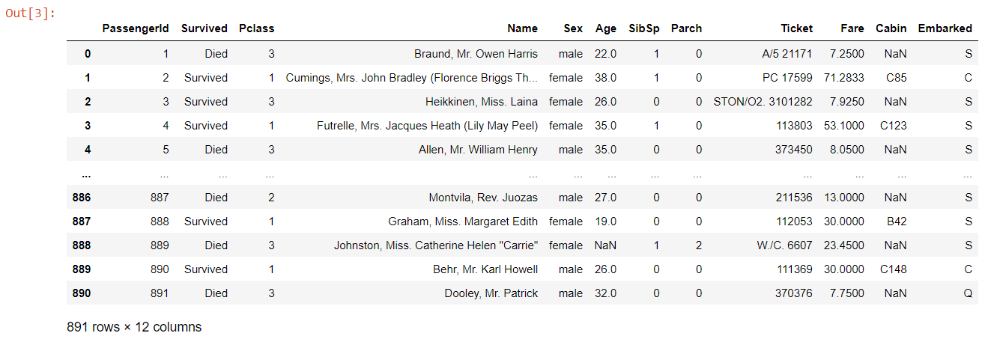 Out[3]:
PassengerId Survived Pclass Name Sex Age SibSp Parch Ticket Fare Cabin Embarked
0 1 Died 3 Braund, Mr. Owen Harris male 22.0 1 0 A/5 21171 7.2500 NaN S
1 2 Survived 1 Cumings, Mrs. John Bradley (Florence Briggs Th... female 38.0 1 0 PC 17599 71.2833 C85 C
2 3 Survived 3 Heikkinen, Miss. Laina female 26.0 0 0 STON/O2. 3101282 7.9250 NaN S
3 4 Survived 1 Futrelle, Mrs. Jacques Heath (Lily May Peel) female 35.0 1 0 113803 53.1000 C123 S
4 5 Died 3 Allen, Mr. William Henry male 35.0 0 0 373450 8.0500 NaN S
... ... ... ... ... ... ... ... ... ... ... ... ...
886 887 Died 2 Montvila, Rev. Juozas male 27.0 0 0 211536 13.0000 NaN S
887 888 Survived 1 Graham, Miss. Margaret Edith female 19.0 0 0 112053 30.0000 B42 S
888 889 Died 3 Johnston, Miss. Catherine Helen "Carrie" female NaN 1 2 W./C. 6607 23.4500 NaN S
889 890 Survived 1 Behr, Mr. Karl Howell male 26.0 0 0 111369 30.0000 C148 C
890 891 Died 3 Dooley, Mr. Patrick male 32.0 0 0 370376 7.7500 NaN Q
891 rows × 12 columns